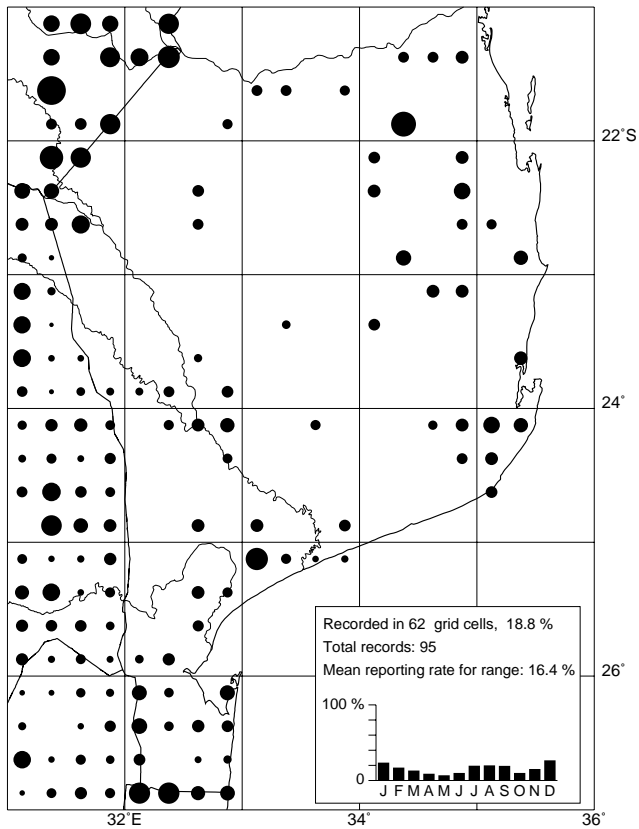 22˚S
24˚
Recorded in 62 grid cells, 18.8 %
Total records: 95
Mean reporting rate for range: 16.4 %
26˚
100 %
0
J F M A M J J A S O N D
32˚E 34˚ 35˚ 36˚